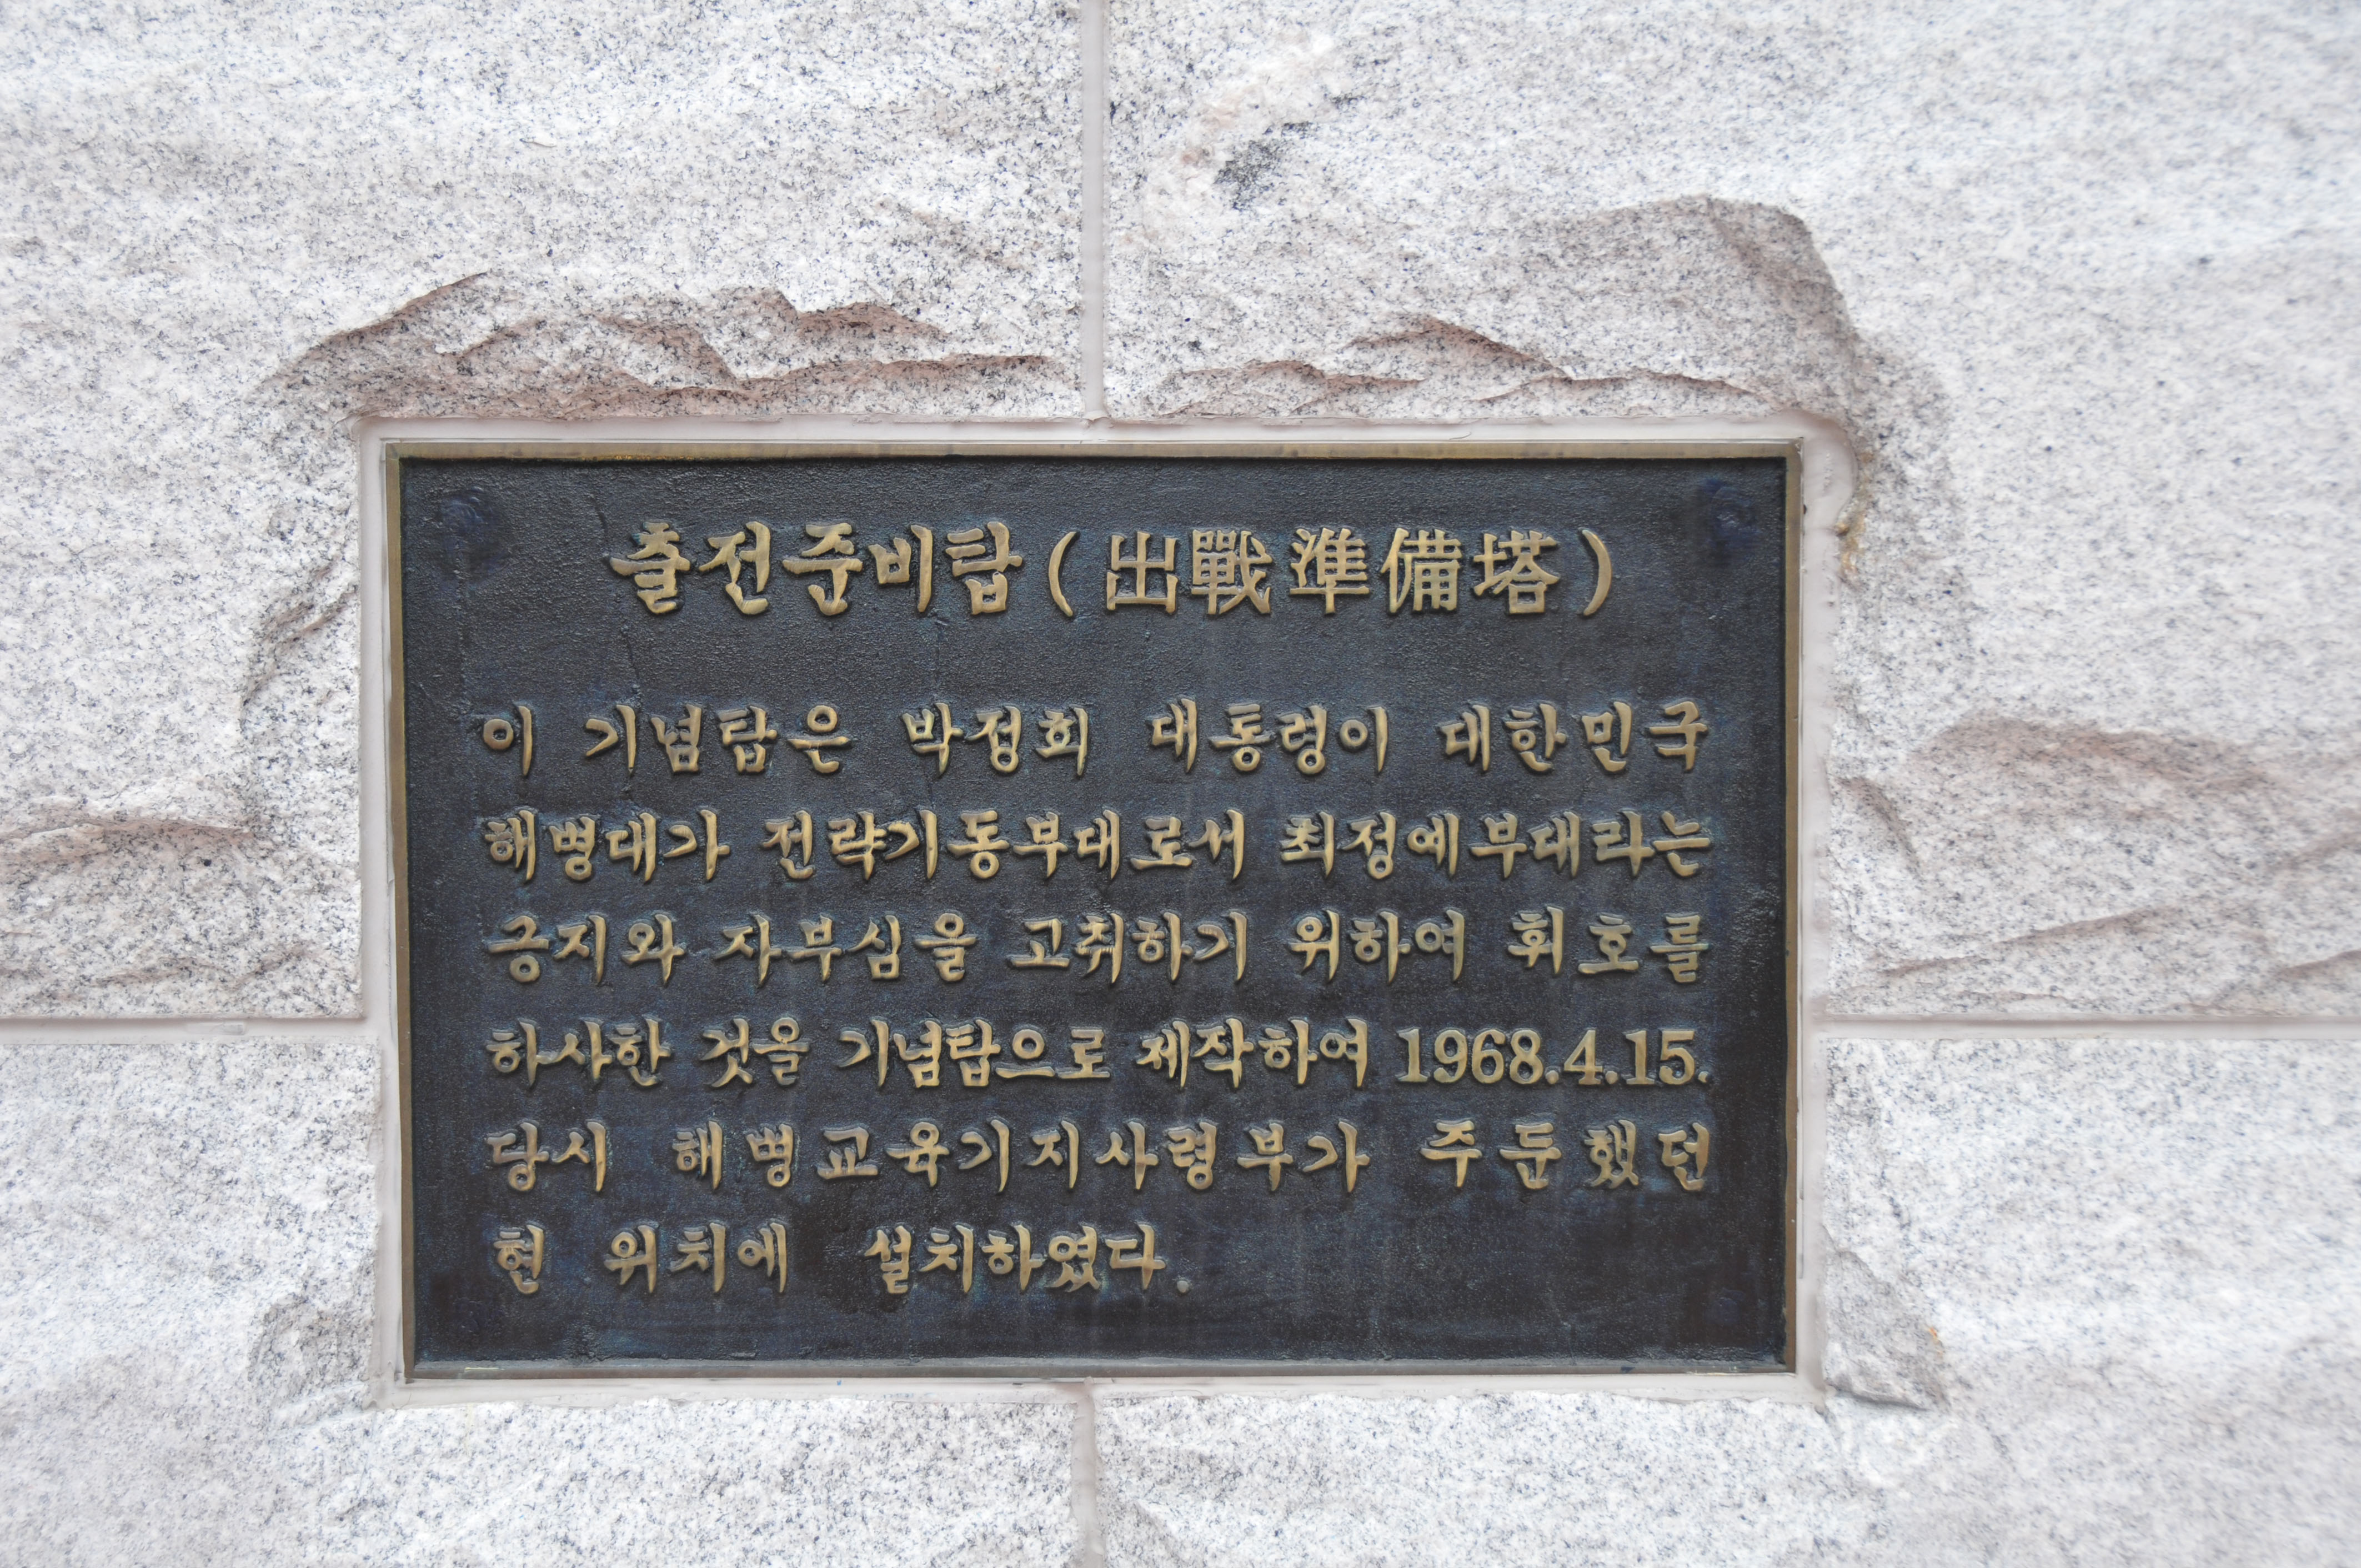 출전준비탑(出戰準備塔)
이 기념탑은 박정희 대통령이 대한민국
해병대가 전략기동부대로서 최정예부대라는
긍지와 자부심을 고취하기 위하여 휘호를
하사한 것을 기념탑으로 제작하여 1968.4.15.
당시 해병교육기지사령부가 주둔했던
현 위치에 설치하였다.